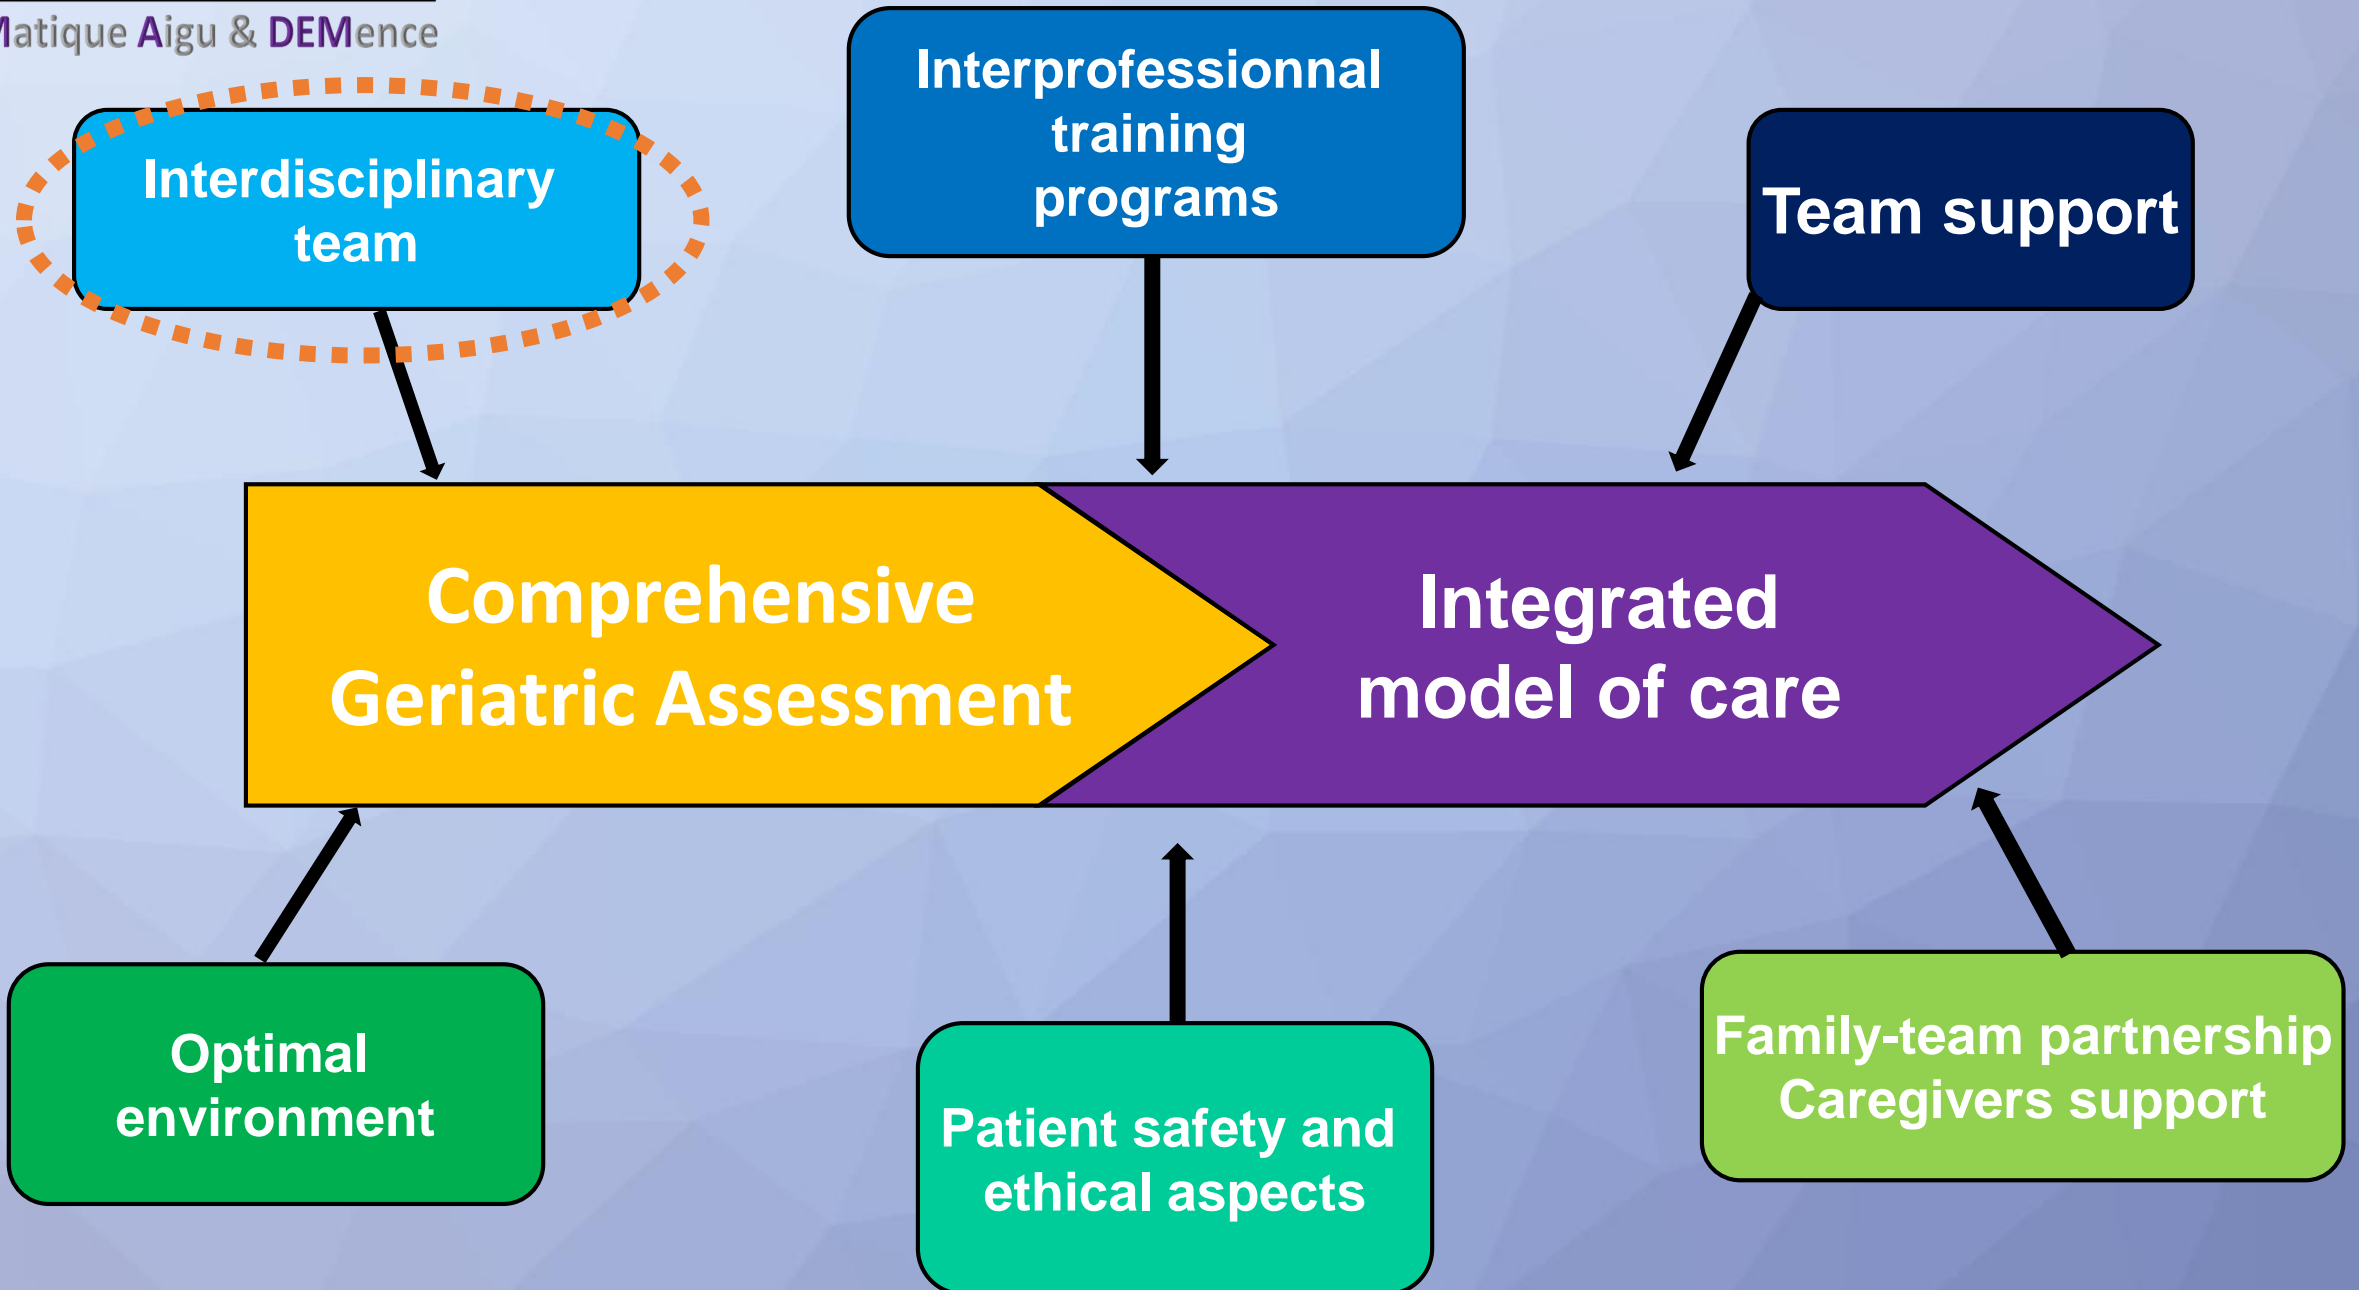 Matique Aigu & DEMence
Interdisciplinary
team
Interprofessionnal
training
programs
Team support
Comprehensive
Geriatric Assessment
Integrated
model of care
Optimal
environment
Patient safety and
ethical aspects
Family-team partnership
Caregivers support